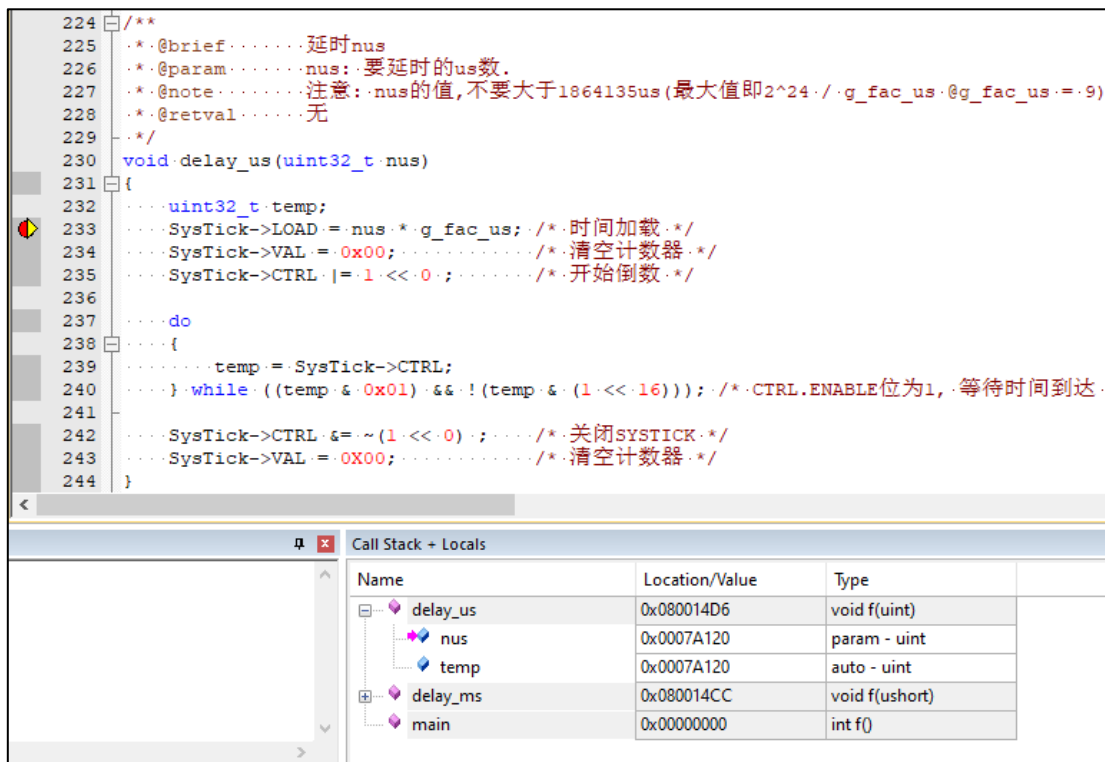 224 /**
225  * @brief       延时nus
226  * @param       nus: 要延时的us数.
227  * @note        注意: nus的值,不要大于1864135us(最大值即2^24 / g_fac_us @g_fac_us = 9)
228  * @retval      无
229  */
230 void delay_us(uint32_t nus)
231 {
232     uint32_t temp;
233     SysTick->LOAD = nus * g_fac_us; /* 时间加载 */
234     SysTick->VAL = 0x00;            /* 清空计数器 */
235     SysTick->CTRL |= 1 << 0 ;       /* 开始倒数 */
236
237     do
238     {
239         temp = SysTick->CTRL;
240     } while ((temp & 0x01) && !(temp & (1 << 16))); /* CTRL.ENABLE位为1, 等待时间到达
241
242     SysTick->CTRL &= ~(1 << 0) ;    /* 关闭SYSTICK */
243     SysTick->VAL = 0X00;            /* 清空计数器 */
244 }
Call Stack + Locals
Name Location/Value Type
delay_us 0x080014D6 void f(uint)
nus 0x0007A120 param - uint
temp 0x0007A120 auto - uint
delay_ms 0x080014CC void f(ushort)
main 0x00000000 int f()